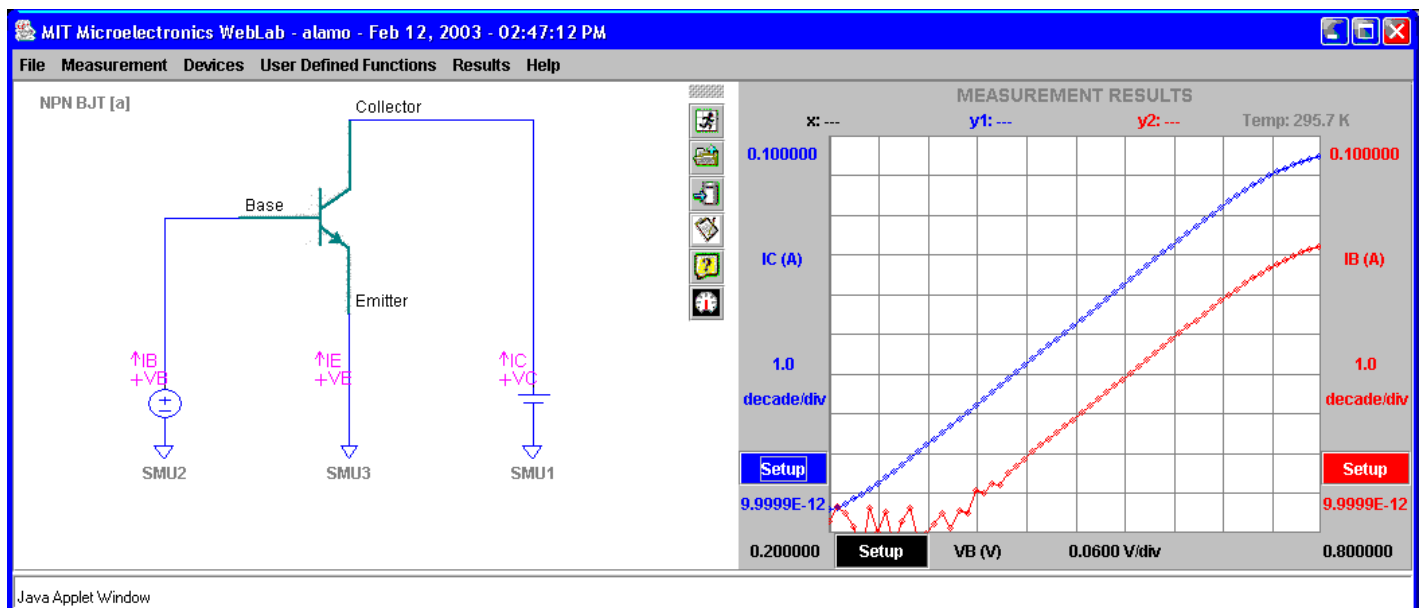 MIT Microelectronics WebLab - alamo - Feb 12, 2003 - 02:47:12 PM
File Measurement Devices User Defined Functions Results Help
NPN BJT [a]
Collector
Base
Emitter
↑IB
+VB
↑IE
+VE
↑IC
+VC
SMU2
SMU3
SMU1
MEASUREMENT RESULTS
x: --- y1: --- y2: --- Temp: 295.7 K
0.100000
IC (A)
1.0
decade/div
Setup
9.9999E-12
0.100000
IB (A)
1.0
decade/div
Setup
9.9999E-12
0.200000 Setup VB (V) 0.0600 V/div 0.800000
Java Applet Window